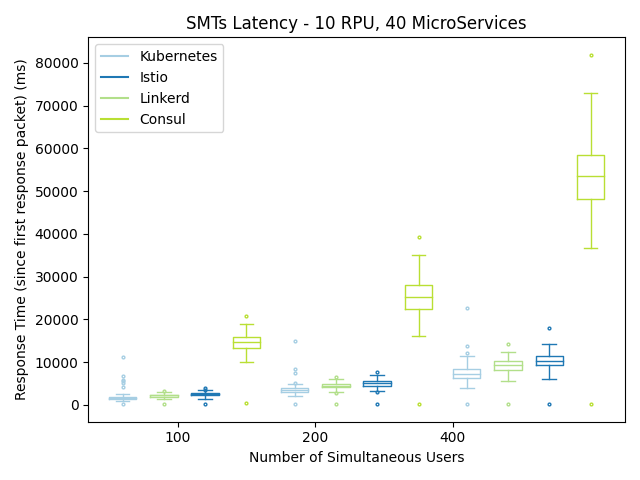 SMTs Latency - 10 RPU, 40 MicroServices
Response Time (since first response packet) (ms)
80000
70000
60000
50000
40000
30000
20000
10000
0
Kubernetes
Istio
Linkerd
Consul
100
200
400
Number of Simultaneous Users